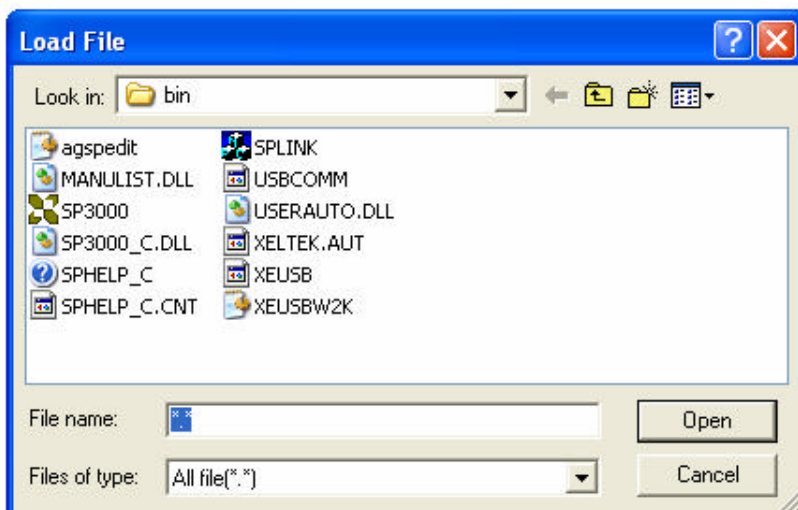 Load File
Look in: bin
agspedit
MANULIST.DLL
SP3000
SP3000_C.DLL
SPHELP_C
SPHELP_C.CNT
SPLINK
USBCOMM
USERAUTO.DLL
XELTEK.AUT
XEUSB
XEUSBW2K
File name: *.*
Open
Files of type: All file(*.*)
Cancel